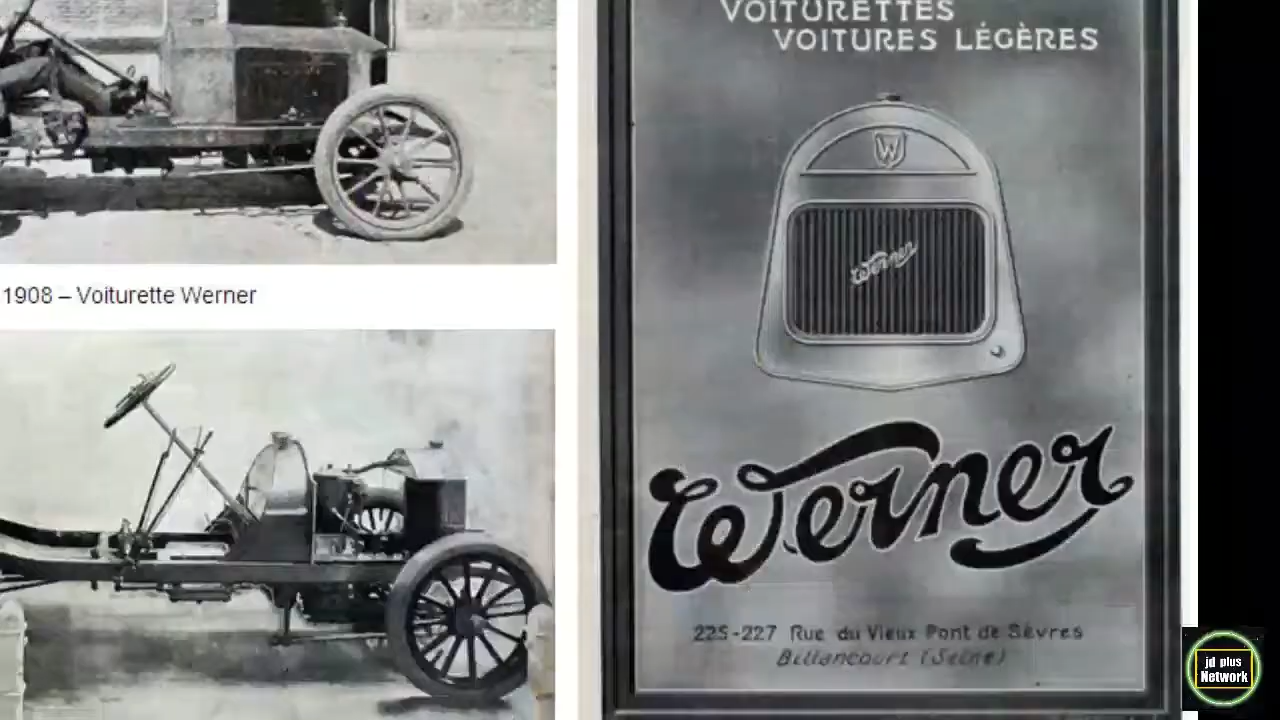 VOITURETTES
VOITURES LÉGÈRES
W
Werner
1908 – Voiturette Werner
Werner
225-227 Rue du Vieux Pont de Sèvres
Billancourt (Seine)
jd plus
Network